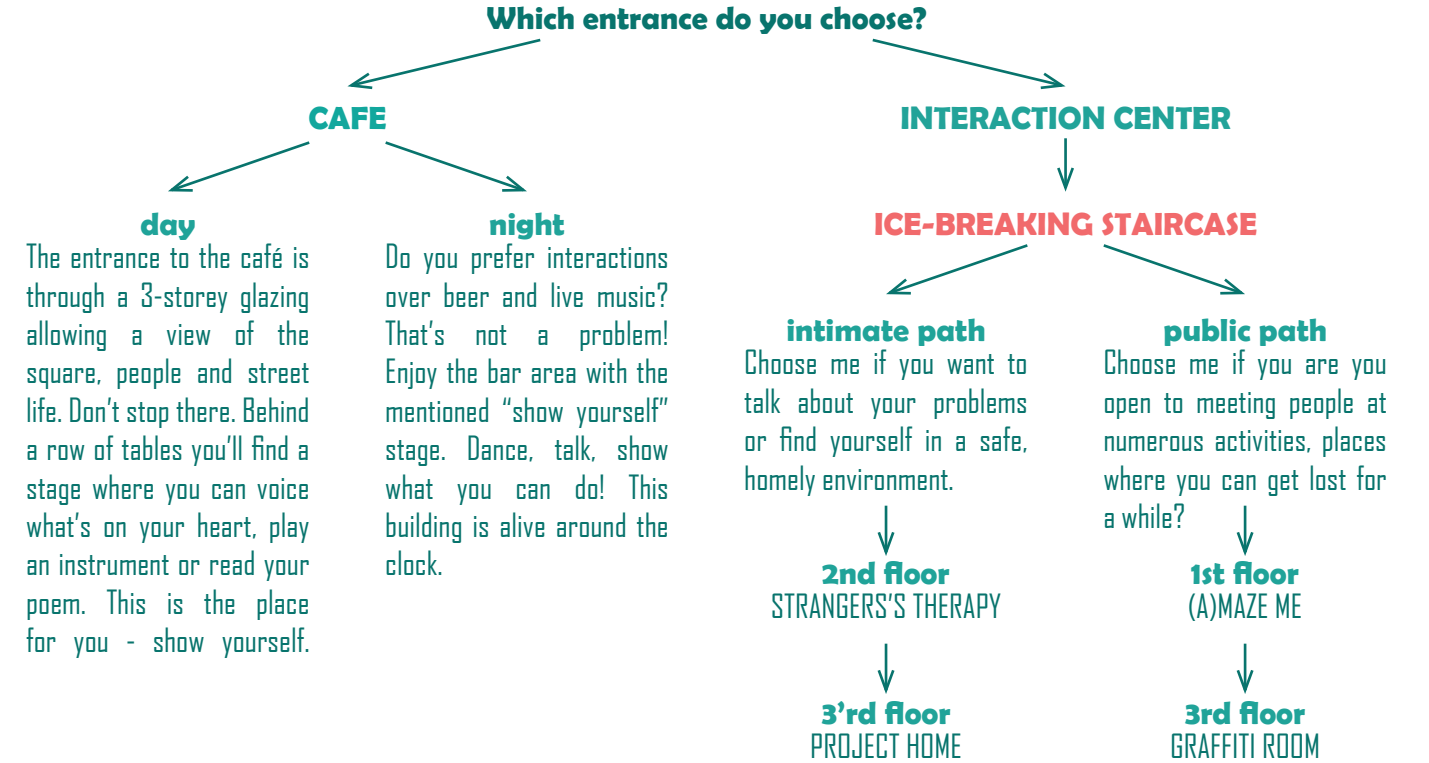 Which entrance do you choose?
CAFE
day
The entrance to the café is
through a 3-storey glazing
allowing a view of the
square, people and street
life. Don't stop there. Behind
a row of tables you'll find a
stage where you can voice
what's on your heart, play
an instrument or read your
poem. This is the place
for you - show yourself.
night
Do you prefer interactions
over beer and live music?
That's not a problem!
Enjoy the bar area with the
mentioned “show yourself”
stage. Dance, talk, show
what you can do! This
building is alive around the
clock.
INTERACTION CENTER
ICE-BREAKING STAIRCASE
intimate path
Choose me if you want to
talk about your problems
or find yourself in a safe,
homely environment.
2nd floor
STRANGERS'S THERAPY
3'rd floor
PROJECT HOME
public path
Choose me if you are you
open to meeting people at
numerous activities, places
where you can get lost for
a while?
1st floor
(A)MAZE ME
3rd floor
GRAFFITI ROOM